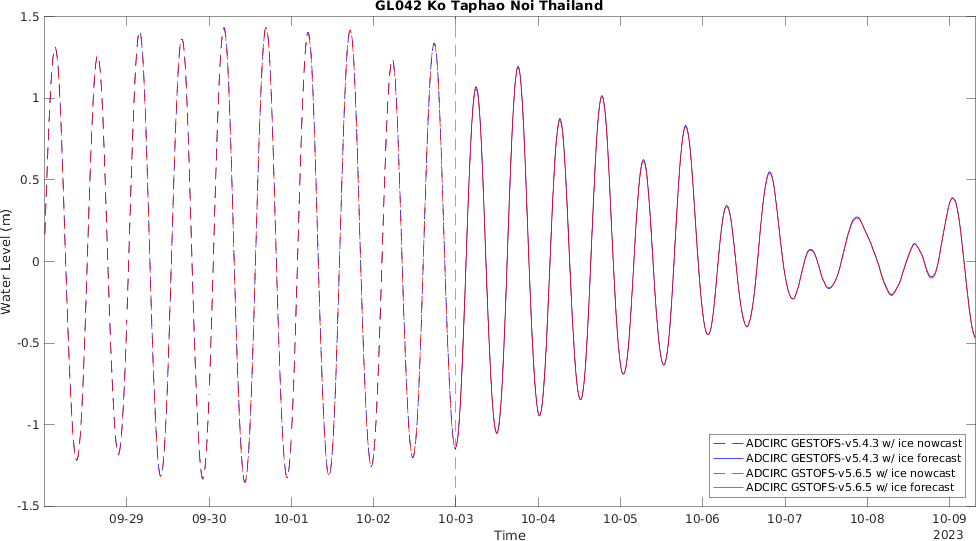 GL042 Ko Taphao Noi Thailand
Water Level (m)
1.5
1
0.5
0
-0.5
-1
-1.5
09-29
09-30
10-01
10-02
10-03
10-04
10-05
10-06
10-07
10-08
10-09
2023
Time
ADCIRC GESTOFS-v5.4.3 w/ ice nowcast
ADCIRC GESTOFS-v5.4.3 w/ ice forecast
ADCIRC GSTOFS-v5.6.5 w/ ice nowcast
ADCIRC GSTOFS-v5.6.5 w/ ice forecast